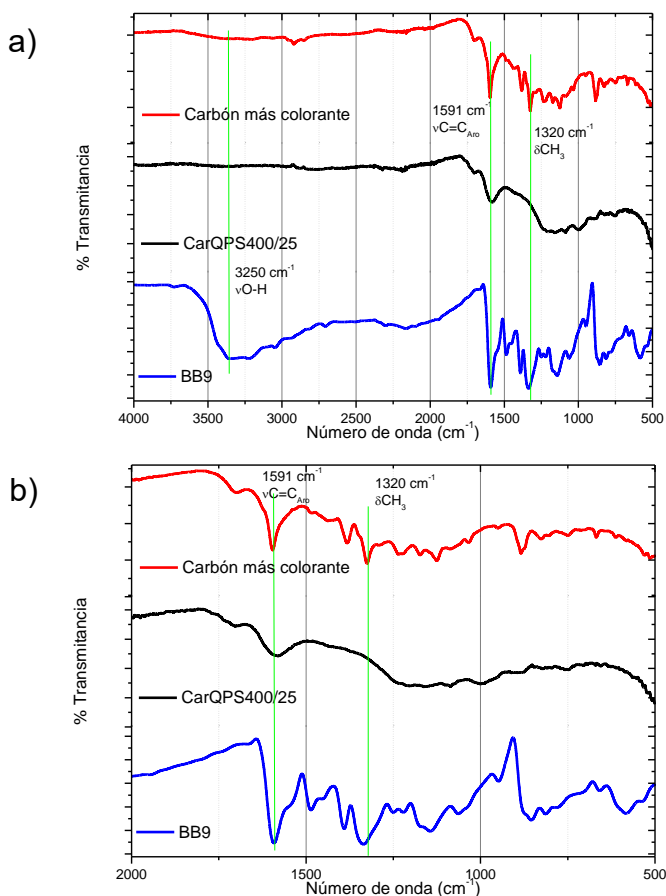 a)
% Transmitancia
Carbón más colorante
1591 cm⁻¹
νC=C_Aro
1320 cm⁻¹
δCH₃
CarQPS400/25
3250 cm⁻¹
νO-H
BB9
4000 3500 3000 2500 2000 1500 1000 500
Número de onda (cm⁻¹)
b)
% Transmitancia
1591 cm⁻¹
νC=C_Aro
1320 cm⁻¹
δCH₃
Carbón más colorante
CarQPS400/25
BB9
2000 1500 1000 500
Número de onda (cm⁻¹)